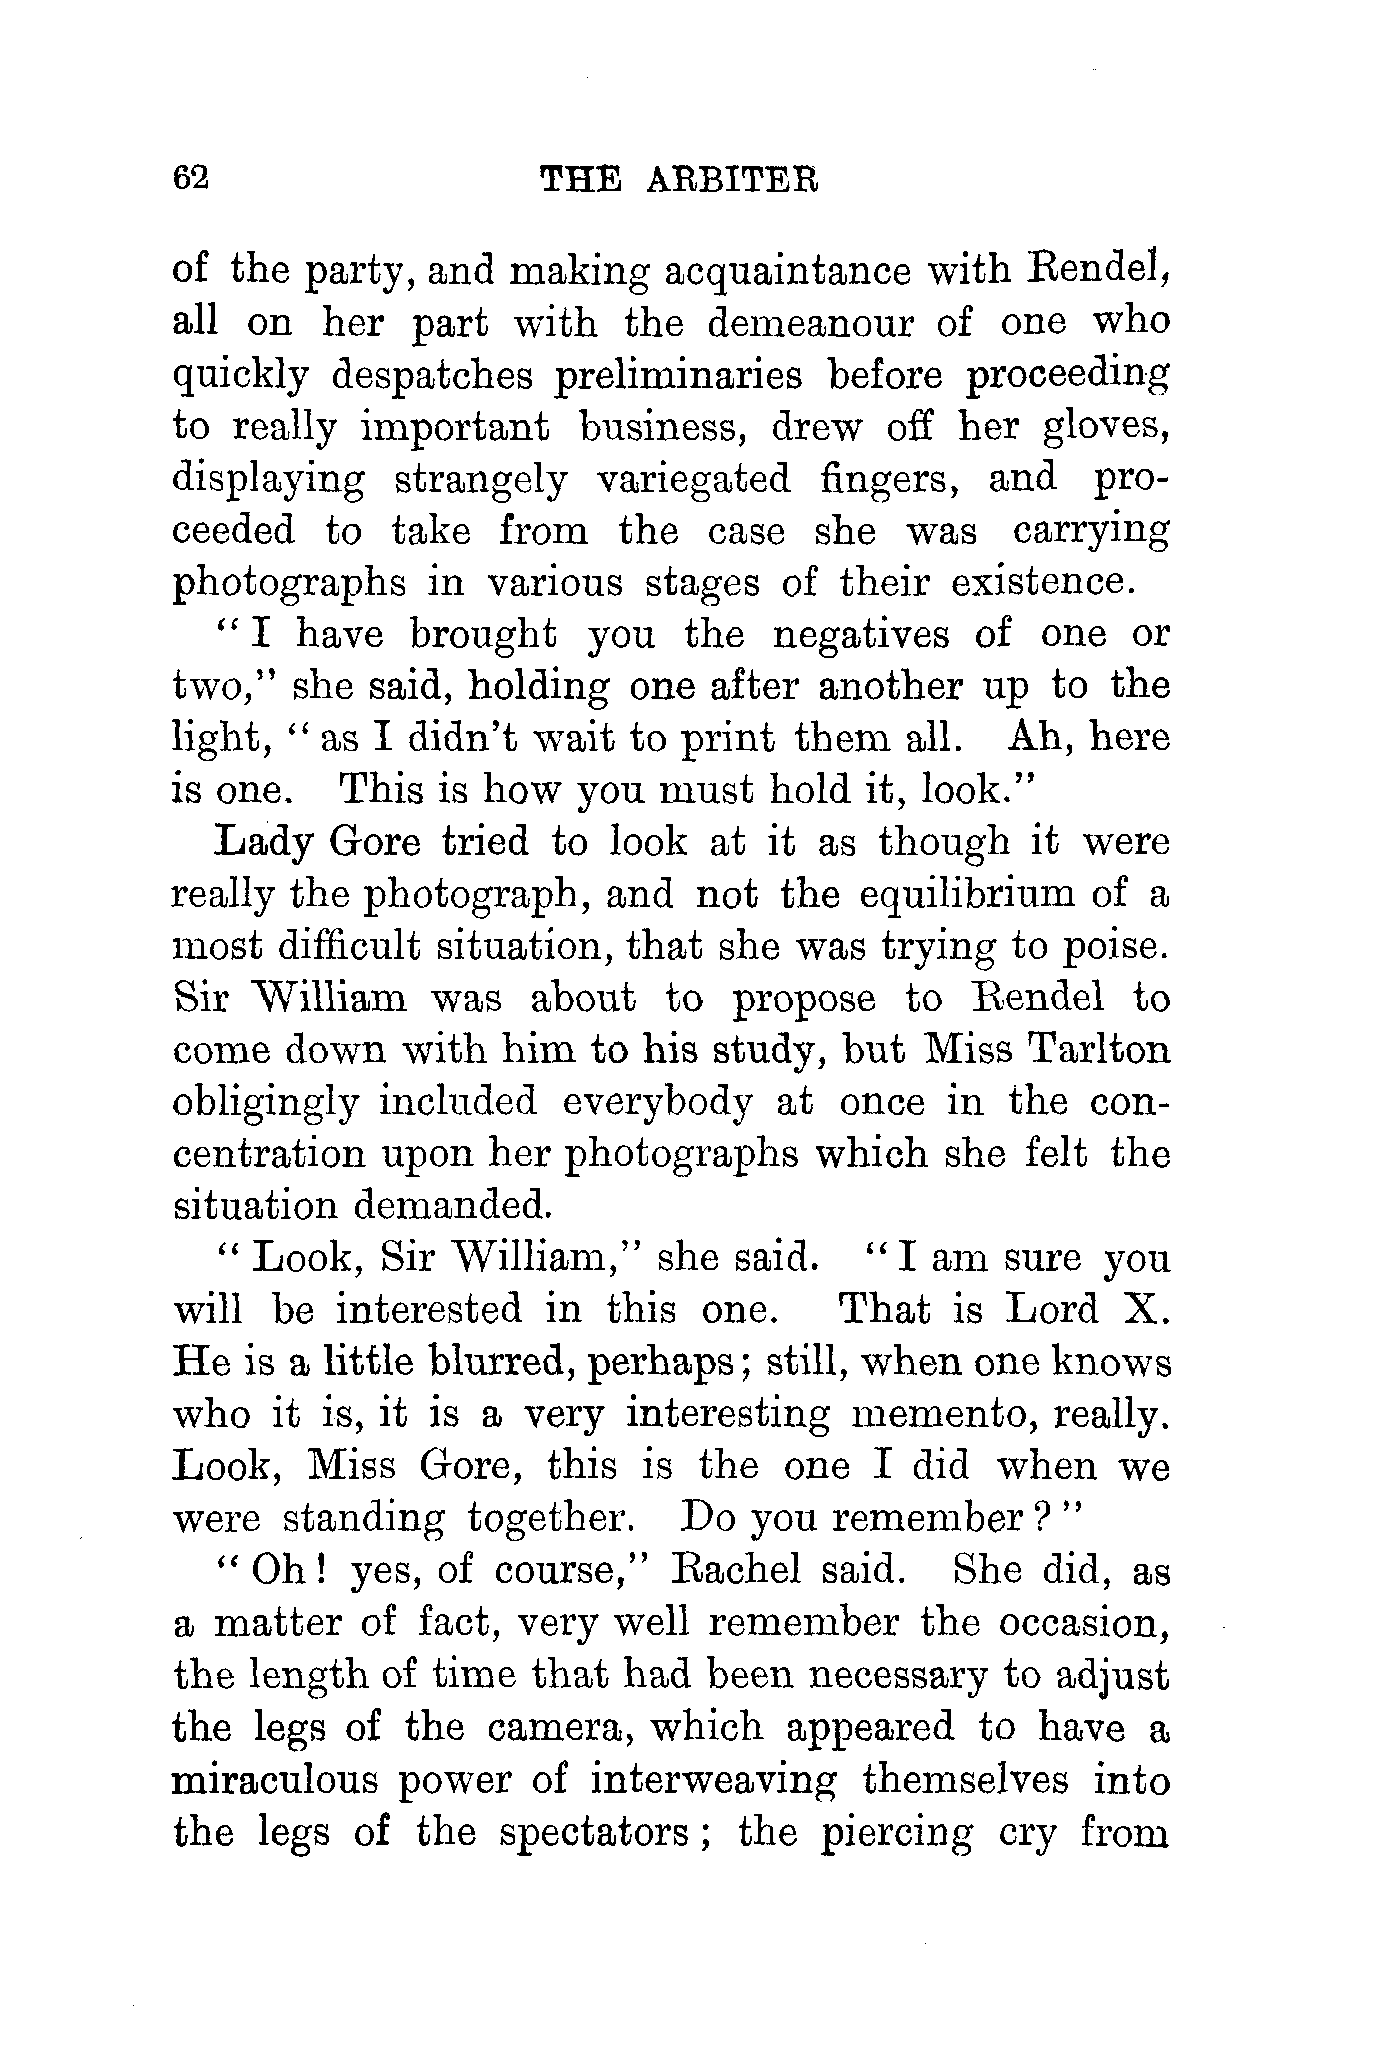 62 THE ARBITER
of the party, and making acquaintance with Rendel,
all on her part with the demeanour of one who
quickly despatches preliminaries before proceeding
to really important business, drew off her gloves,
displaying strangely variegated fingers, and pro-
ceeded to take from the case she was carrying
photographs in various stages of their existence.
“ I have brought you the negatives of one or
two,” she said, holding one after another up to the
light, “ as I didn’t wait to print them all. Ah, here
is one. This is how you must hold it, look.”
Lady Gore tried to look at it as though it were
really the photograph, and not the equilibrium of a
most difficult situation, that she was trying to poise.
Sir William was about to propose to Rendel to
come down with him to his study, but Miss Tarlton
obligingly included everybody at once in the con-
centration upon her photographs which she felt the
situation demanded.
“ Look, Sir William,” she said. “ I am sure you
will be interested in this one. That is Lord X.
He is a little blurred, perhaps ; still, when one knows
who it is, it is a very interesting memento, really.
Look, Miss Gore, this is the one I did when we
were standing together. Do you remember ? ”
“ Oh ! yes, of course,” Rachel said. She did, as
a matter of fact, very well remember the occasion,
the length of time that had been necessary to adjust
the legs of the camera, which appeared to have a
miraculous power of interweaving themselves into
the legs of the spectators ; the piercing cry from